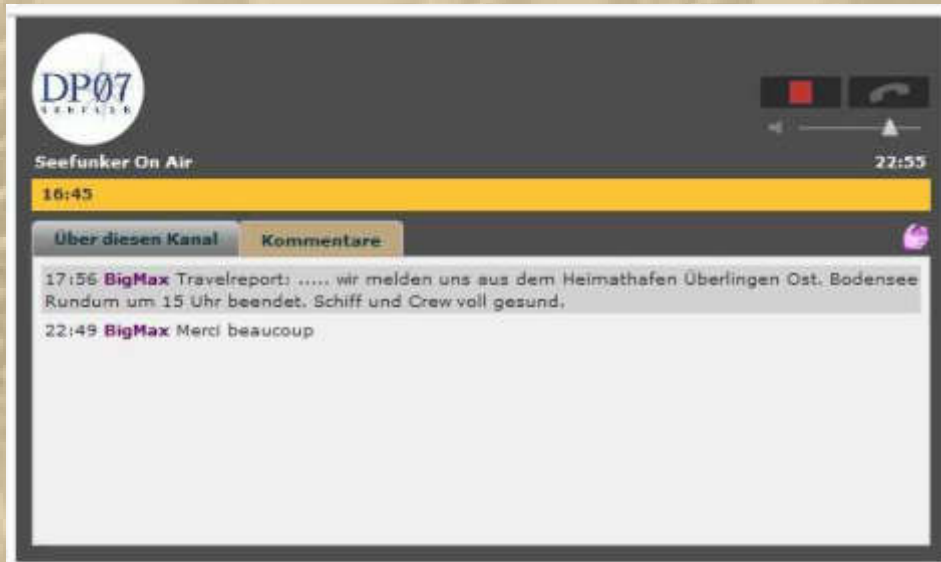 DP07
SEEFUNK
Seefunker On Air
22:55
16:45
Über diesen Kanal
Kommentare
17:56 BigMax Travelreport: ..... wir melden uns aus dem Heimathafen Überlingen Ost. Bodensee
Rundum um 15 Uhr beendet. Schiff und Crew voll gesund.
22:49 BigMax Merci beaucoup